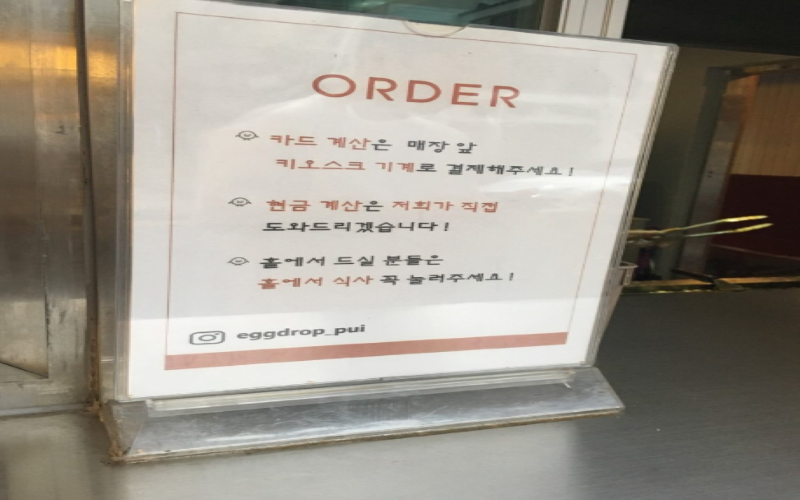 ORDER
카드 계산은 매장 앞
키오스크 기계로 결제해주세요!
현금 계산은 저희가 직접
도와드리겠습니다!
홀에서 드실 분들은
홀에서 식사 꼭 눌러주세요!
eggdrop_pui